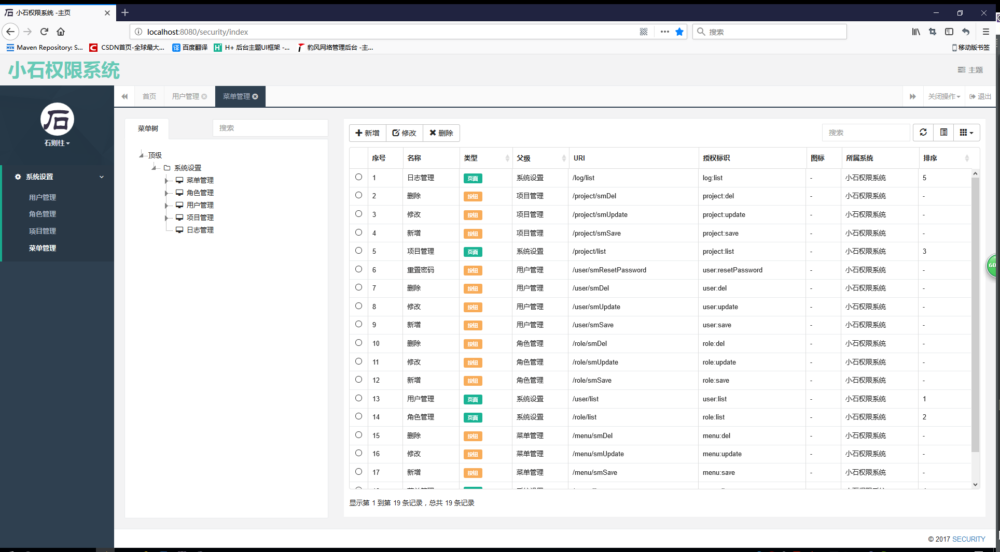 小石权限系统 -主页
localhost:8080/security/index
搜索
Maven Repository: S... CSDN首页-全球最大... 百度翻译 H+ 后台主题UI框架 -... 豹风网络管理后台 -主...
移动版书签
小石权限系统
主题
石则柱
系统设置
用户管理
角色管理
项目管理
菜单管理
首页 用户管理 菜单管理 关闭操作 退出
菜单树 搜索
顶级
系统设置
菜单管理
角色管理
用户管理
项目管理
日志管理
新增 修改 删除 搜索
序号 名称 类型 父级 URI 授权标识 图标 所属系统 排序
1 日志管理 页面 系统设置 /log/list log:list - 小石权限系统 5
2 删除 按钮 项目管理 /project/smDel project:del - 小石权限系统 -
3 修改 按钮 项目管理 /project/smUpdate project:update - 小石权限系统 -
4 新增 按钮 项目管理 /project/smSave project:save - 小石权限系统 -
5 项目管理 页面 系统设置 /project/list project:list - 小石权限系统 3
6 重置密码 按钮 用户管理 /user/smResetPassword user:resetPassword - 小石权限系统 -
7 删除 按钮 用户管理 /user/smDel user:del - 小石权限系统 -
8 修改 按钮 用户管理 /user/smUpdate user:update - 小石权限系统 -
9 新增 按钮 用户管理 /user/smSave user:save - 小石权限系统 -
10 删除 按钮 角色管理 /role/smDel role:del - 小石权限系统 -
11 修改 按钮 角色管理 /role/smUpdate role:update - 小石权限系统 -
12 新增 按钮 角色管理 /role/smSave role:save - 小石权限系统 -
13 用户管理 页面 系统设置 /user/list user:list - 小石权限系统 1
14 角色管理 页面 系统设置 /role/list role:list - 小石权限系统 2
15 删除 按钮 菜单管理 /menu/smDel menu:del - 小石权限系统 -
16 修改 按钮 菜单管理 /menu/smUpdate menu:update - 小石权限系统 -
17 新增 按钮 菜单管理 /menu/smSave menu:save - 小石权限系统 -
显示第 1 到第 19 条记录，总共 19 条记录
60
© 2017 SECURITY